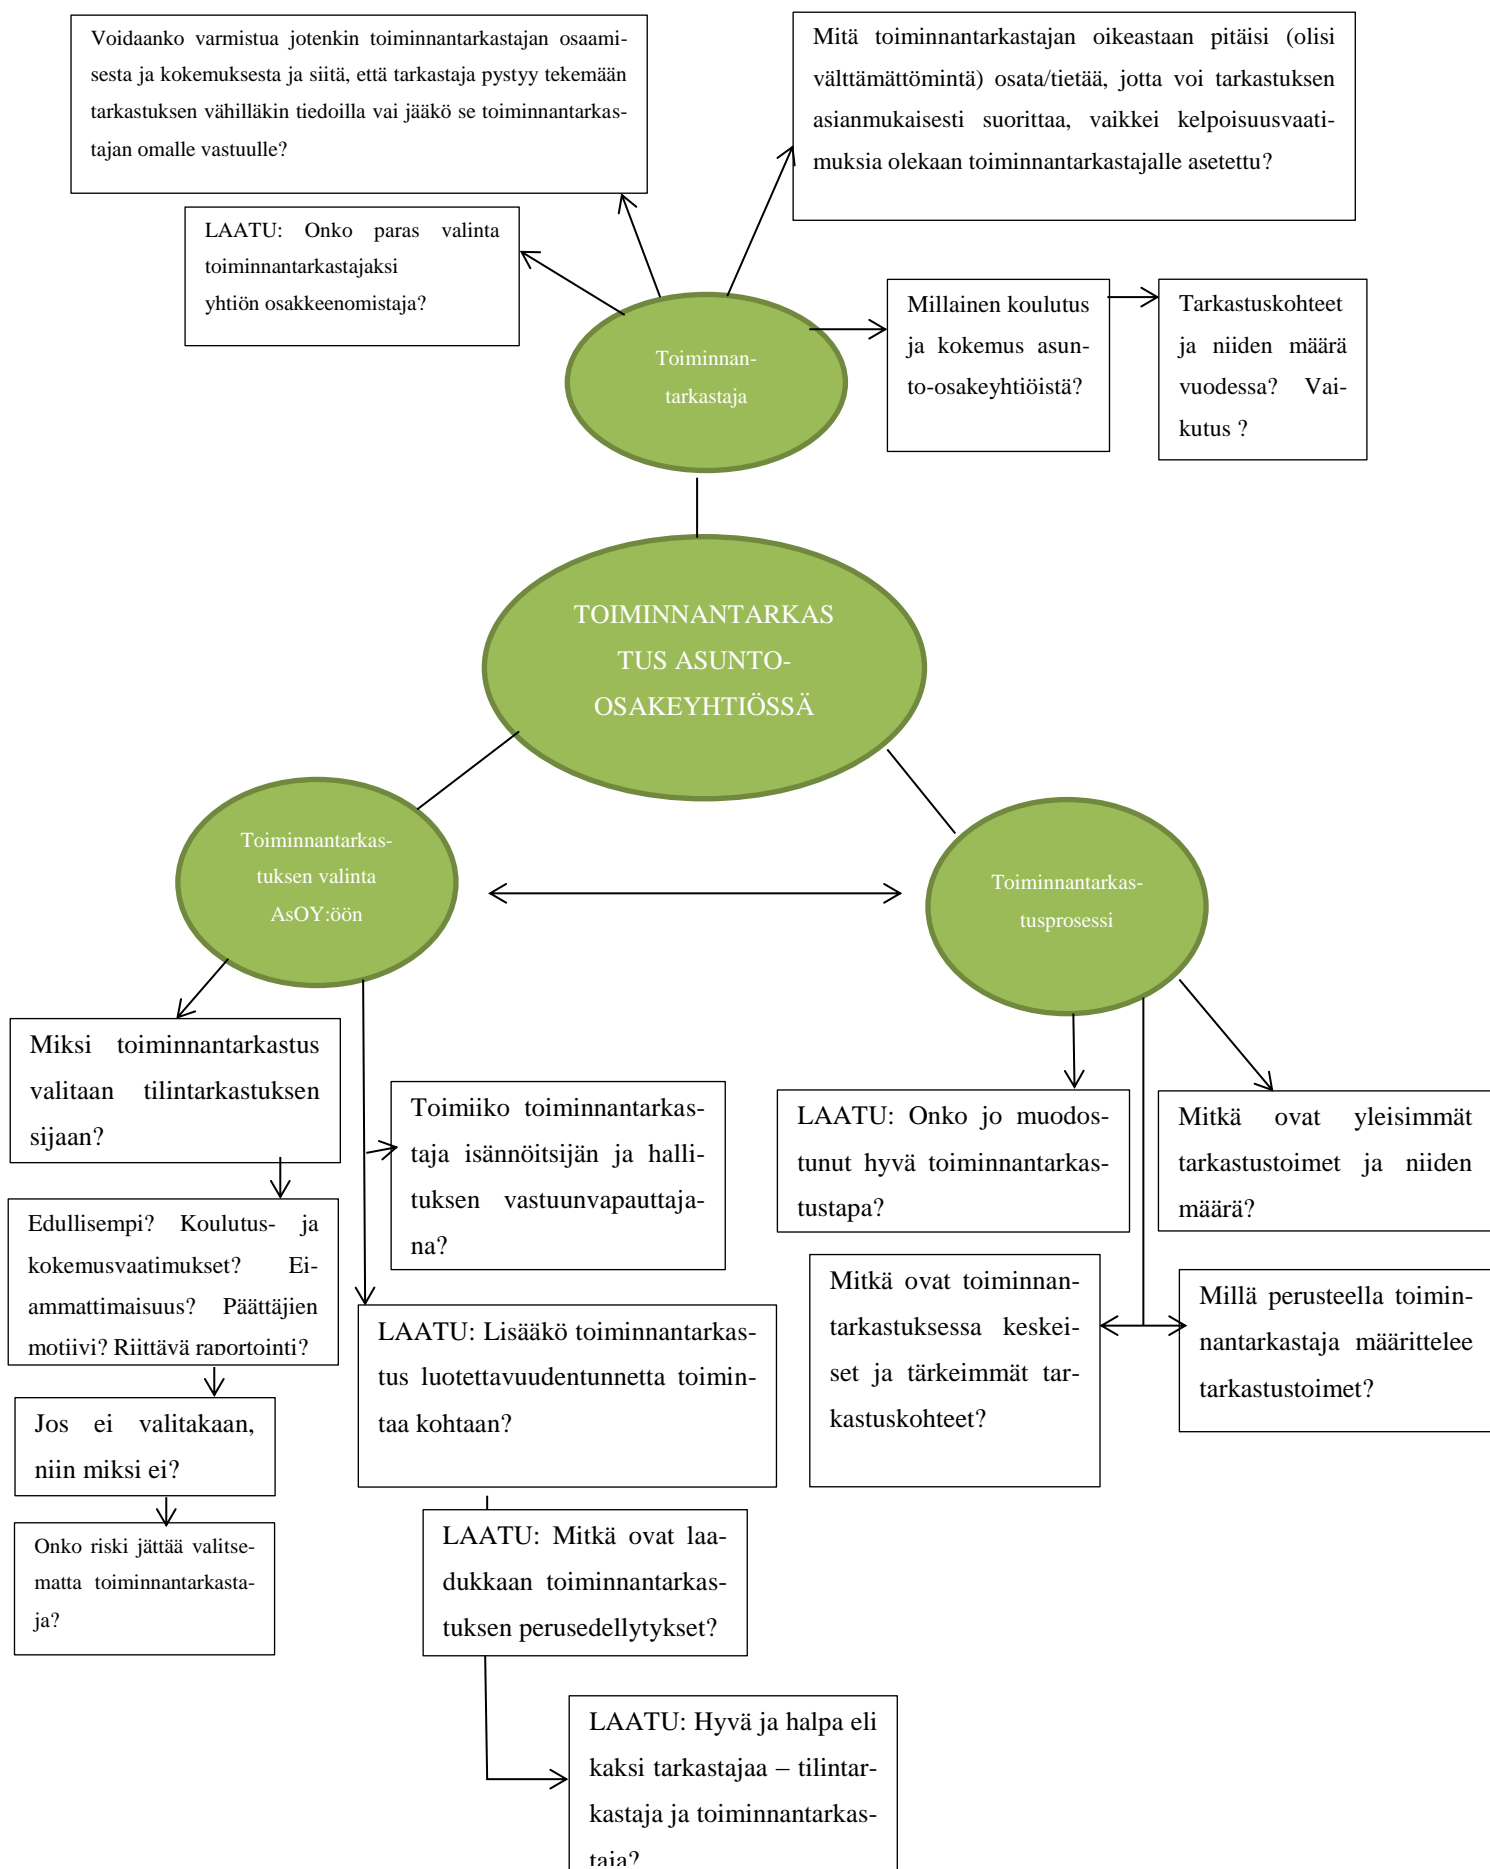 Voidaanko varmistua jotenkin toiminnantarkastajan osaami-
sesta ja kokemuksesta ja siitä, että tarkastaja pystyy tekemään
tarkastuksen vähilläkin tiedoilla vai jääkö se toiminnantarkas-
tajan omalle vastuulle?
Mitä toiminnantarkastajan oikeastaan pitäisi (olisi
välttämättömintä) osata/tietää, jotta voi tarkastuksen
asianmukaisesti suorittaa, vaikkei kelpoisuusvaati-
muksia olekaan toiminnantarkastajalle asetettu?
LAATU: Onko paras valinta
toiminnantarkastajaksi
yhtiön osakkeenomistaja?
Millainen koulutus
ja kokemus asun-
to-osakeyhtiöistä?
Tarkastuskohteet
ja niiden määrä
vuodessa? Vai-
kutus ?
Toiminnan-
tarkastaja
TOIMINNANTARKAS
TUS ASUNTO-
OSAKEYHTIÖSSÄ
Toiminnantarkas-
tuksen valinta
AsOY:öön
Toiminnantarkas-
tusprosessi
Miksi toiminnantarkastus
valitaan tilintarkastuksen
sijaan?
Toimiiko toiminnantarkas-
taja isännöitsijän ja halli-
tuksen vastuunvapauttaja-
na?
LAATU: Onko jo muodos-
tunut hyvä toiminnantarkas-
tustapa?
Mitkä ovat yleisimmät
tarkastustoimet ja niiden
määrä?
Edullisempi? Koulutus- ja
kokemusvaatimukset? Ei-
ammattimaisuus? Päättäjien
motiivi? Riittävä raportointi?
Mitkä ovat toiminnan-
tarkastuksessa keskei-
set ja tärkeimmät tar-
kastuskohteet?
Millä perusteella toimin-
nantarkastaja määrittelee
tarkastustoimet?
LAATU: Lisääkö toiminnantarkas-
tus luotettavuudentunnetta toimin-
taa kohtaan?
Jos ei valitakaan,
niin miksi ei?
Onko riski jättää valitse-
matta toiminnantarkasta-
ja?
LAATU: Mitkä ovat laa-
dukkaan toiminnantarkas-
tuksen perusedellytykset?
LAATU: Hyvä ja halpa eli
kaksi tarkastajaa – tilintar-
kastaja ja toiminnantarkas-
taja?